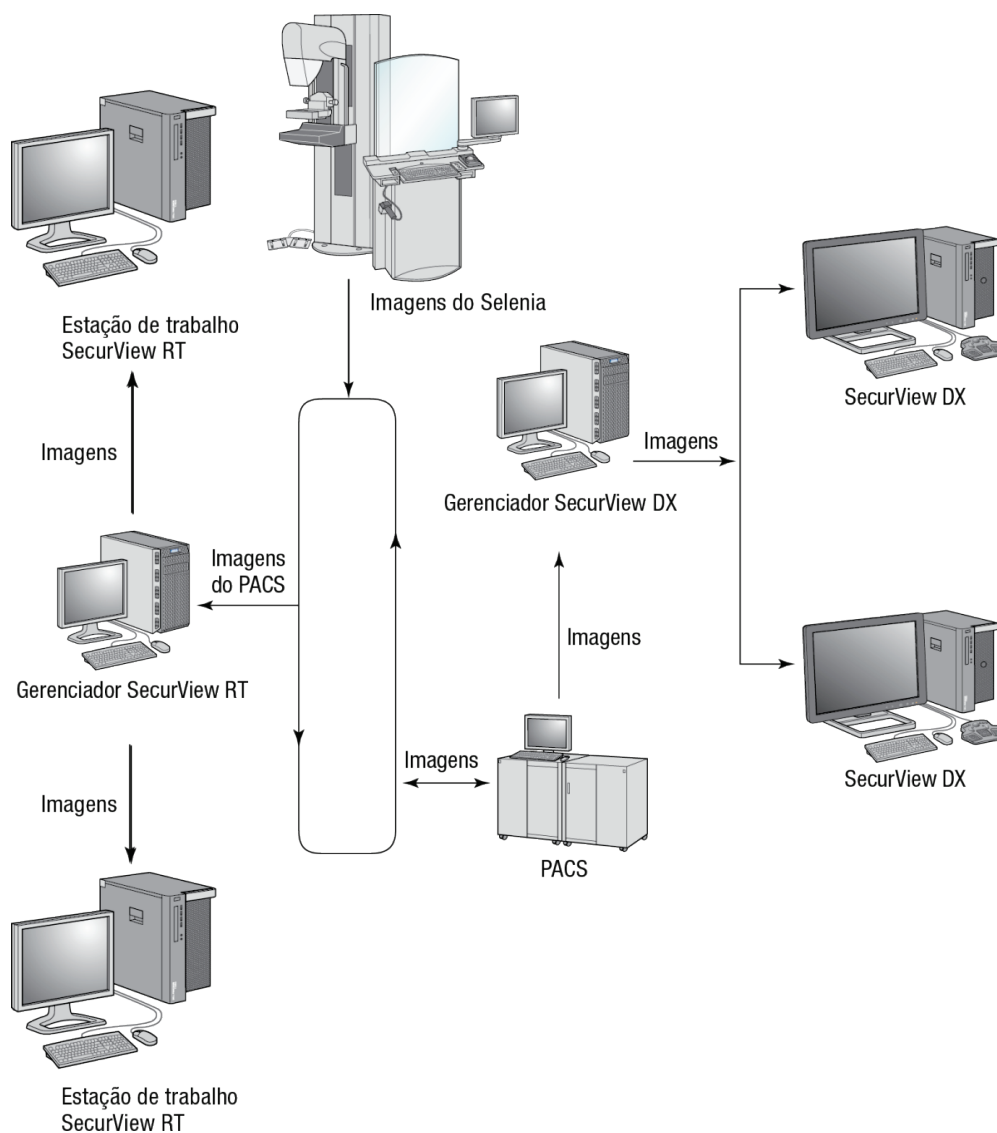 Imagens do Selenia
Estação de trabalho
SecurView RT
Imagens
SecurView DX
Imagens
Gerenciador SecurView DX
Imagens
do PACS
Imagens
Gerenciador SecurView RT
SecurView DX
Imagens
Imagens
PACS
Estação de trabalho
SecurView RT